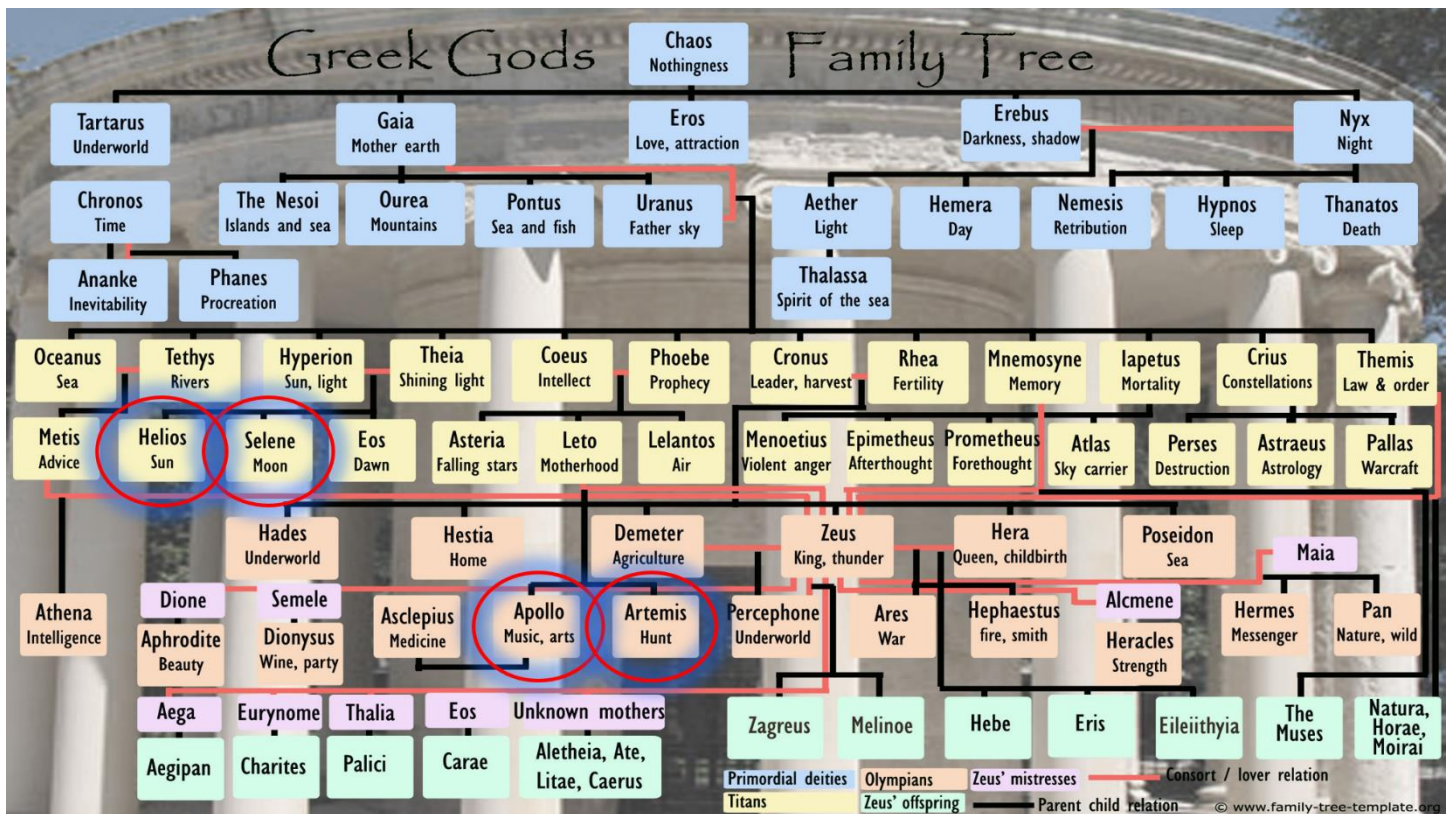 Greek Gods Family Tree
Chaos
Nothingness
Tartarus
Underworld
Gaia
Mother earth
Eros
Love, attraction
Erebus
Darkness, shadow
Nyx
Night
Chronos
Time
The Nesoi
Islands and sea
Ourea
Mountains
Pontus
Sea and fish
Uranus
Father sky
Aether
Light
Hemera
Day
Nemesis
Retribution
Hypnos
Sleep
Thanatos
Death
Ananke
Inevitability
Phanes
Procreation
Thalassa
Spirit of the sea
Oceanus
Sea
Tethys
Rivers
Hyperion
Sun, light
Theia
Shining light
Coeus
Intellect
Phoebe
Prophecy
Cronus
Leader, harvest
Rhea
Fertility
Mnemosyne
Memory
Iapetus
Mortality
Crius
Constellations
Themis
Law & order
Metis
Advice
Helios
Sun
Selene
Moon
Eos
Dawn
Asteria
Falling stars
Leto
Motherhood
Lelantos
Air
Menoetius
Violent anger
Epimetheus
Afterthought
Prometheus
Forethought
Atlas
Sky carrier
Perses
Destruction
Astraeus
Astrology
Pallas
Warcraft
Hades
Underworld
Hestia
Home
Demeter
Agriculture
Zeus
King, thunder
Hera
Queen, childbirth
Poseidon
Sea
Maia
Athena
Intelligence
Dione
Aphrodite
Beauty
Semele
Dionysus
Wine, party
Asclepius
Medicine
Apollo
Music, arts
Artemis
Hunt
Percephone
Underworld
Ares
War
Hephaestus
fire, smith
Alcmene
Heracles
Strength
Hermes
Messenger
Pan
Nature, wild
Aega
Aegipan
Eurynome
Charites
Thalia
Palici
Eos
Carae
Unknown mothers
Aletheia, Ate,
Litae, Caerus
Zagreus
Melinoe
Hebe
Eris
Eileiithyia
The
Muses
Natura,
Horae,
Moirai
Primordial deities
Olympians
Zeus' mistresses
Consort / lover relation
Titans
Zeus' offspring
Parent child relation
© www.family-tree-template.org